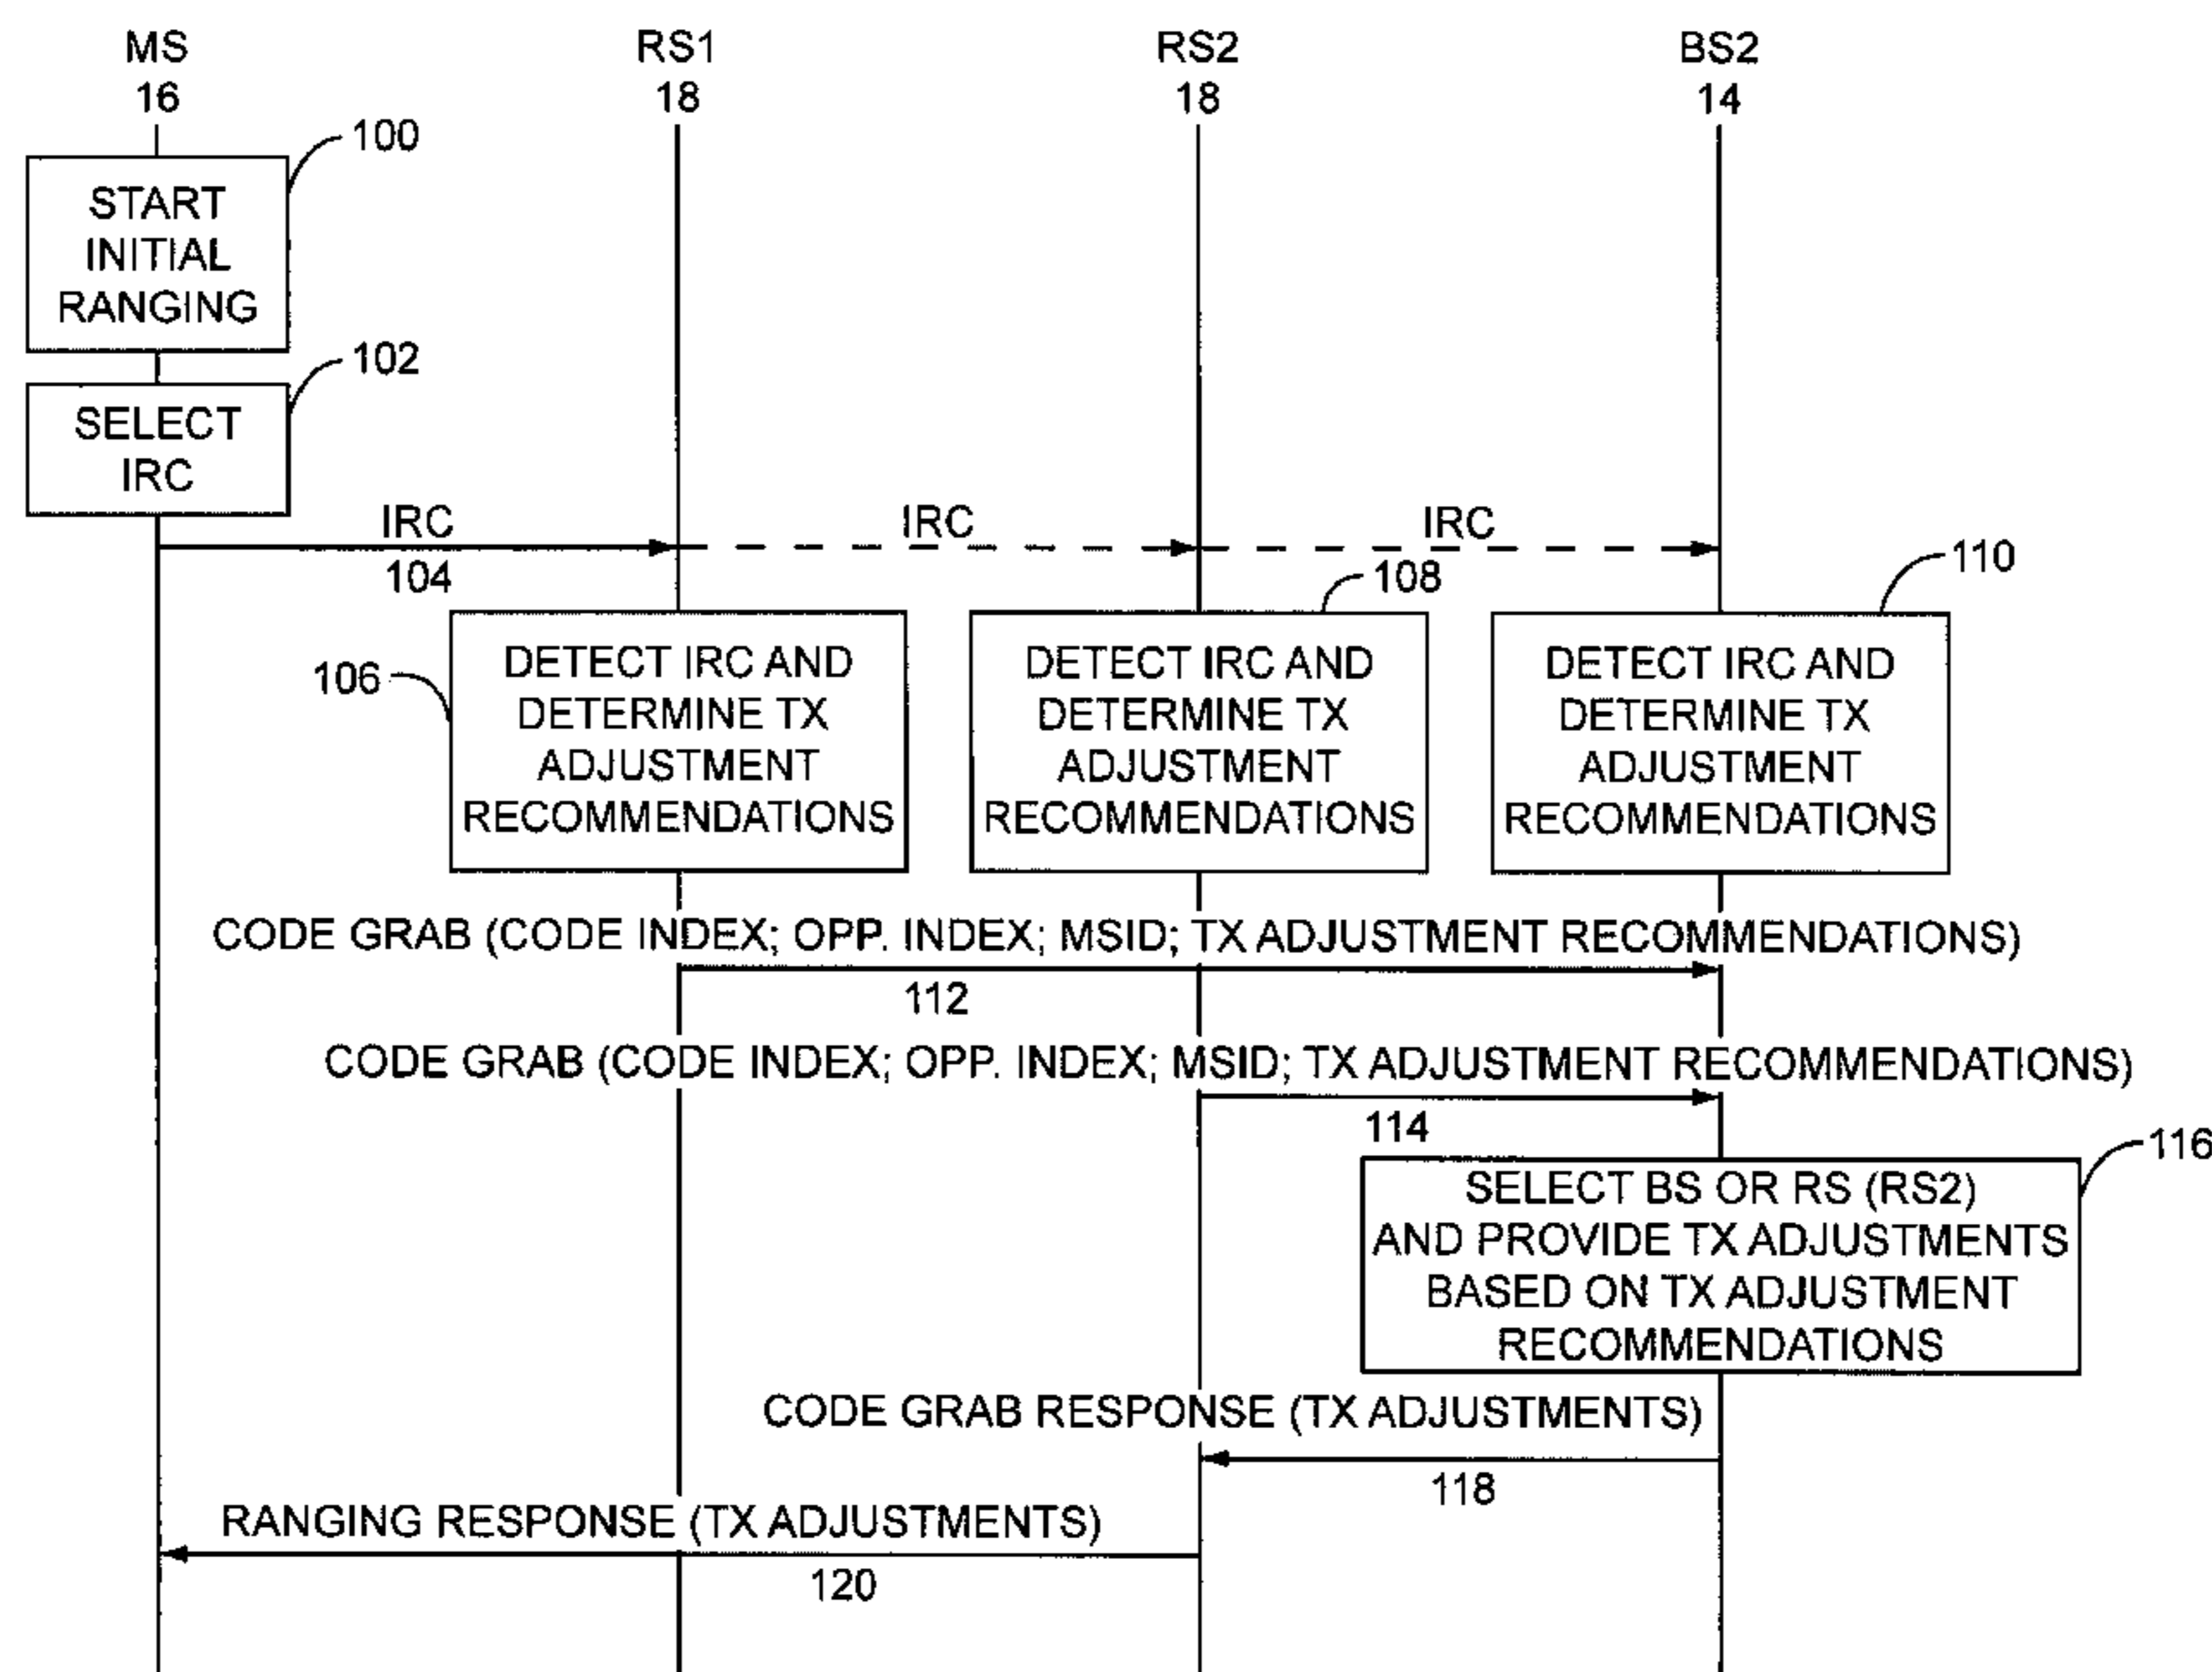 MS
16
RS1
18
RS2
18
BS2
14
100
START
INITIAL
RANGING
102
SELECT
IRC
IRC
104
IRC
IRC
106
DETECT IRC AND
DETERMINE TX
ADJUSTMENT
RECOMMENDATIONS
108
DETECT IRC AND
DETERMINE TX
ADJUSTMENT
RECOMMENDATIONS
110
DETECT IRC AND
DETERMINE TX
ADJUSTMENT
RECOMMENDATIONS
CODE GRAB (CODE INDEX; OPP. INDEX; MSID; TX ADJUSTMENT RECOMMENDATIONS)
112
CODE GRAB (CODE INDEX; OPP. INDEX; MSID; TX ADJUSTMENT RECOMMENDATIONS)
114
116
SELECT BS OR RS (RS2)
AND PROVIDE TX ADJUSTMENTS
BASED ON TX ADJUSTMENT
RECOMMENDATIONS
CODE GRAB RESPONSE (TX ADJUSTMENTS)
118
RANGING RESPONSE (TX ADJUSTMENTS)
120